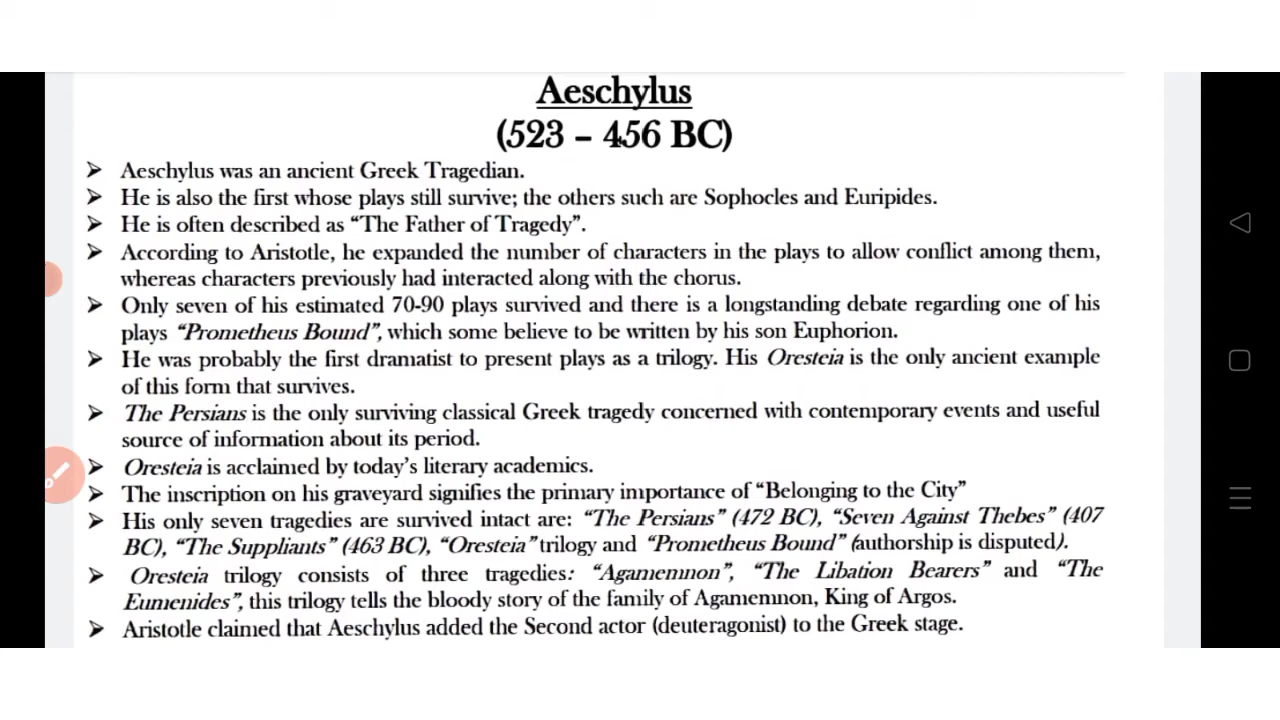 Aeschylus
(523 – 456 BC)
➤ Aeschylus was an ancient Greek Tragedian.
➤ He is also the first whose plays still survive; the others such are Sophocles and Euripides.
➤ He is often described as “The Father of Tragedy”.
➤ According to Aristotle, he expanded the number of characters in the plays to allow conflict among them,
whereas characters previously had interacted along with the chorus.
➤ Only seven of his estimated 70-90 plays survived and there is a longstanding debate regarding one of his
plays “Prometheus Bound”, which some believe to be written by his son Euphorion.
➤ He was probably the first dramatist to present plays as a trilogy. His Oresteia is the only ancient example
of this form that survives.
➤ The Persians is the only surviving classical Greek tragedy concerned with contemporary events and useful
source of information about its period.
➤ Oresteia is acclaimed by today’s literary academics.
➤ The inscription on his graveyard signifies the primary importance of “Belonging to the City”
➤ His only seven tragedies are survived intact are: “The Persians” (472 BC), “Seven Against Thebes” (407
BC), “The Suppliants” (463 BC), “Oresteia” trilogy and “Prometheus Bound” (authorship is disputed).
➤ Oresteia trilogy consists of three tragedies: “Agamemnon”, “The Libation Bearers” and “The
Eumenides”, this trilogy tells the bloody story of the family of Agamemnon, King of Argos.
➤ Aristotle claimed that Aeschylus added the Second actor (deuteragonist) to the Greek stage.